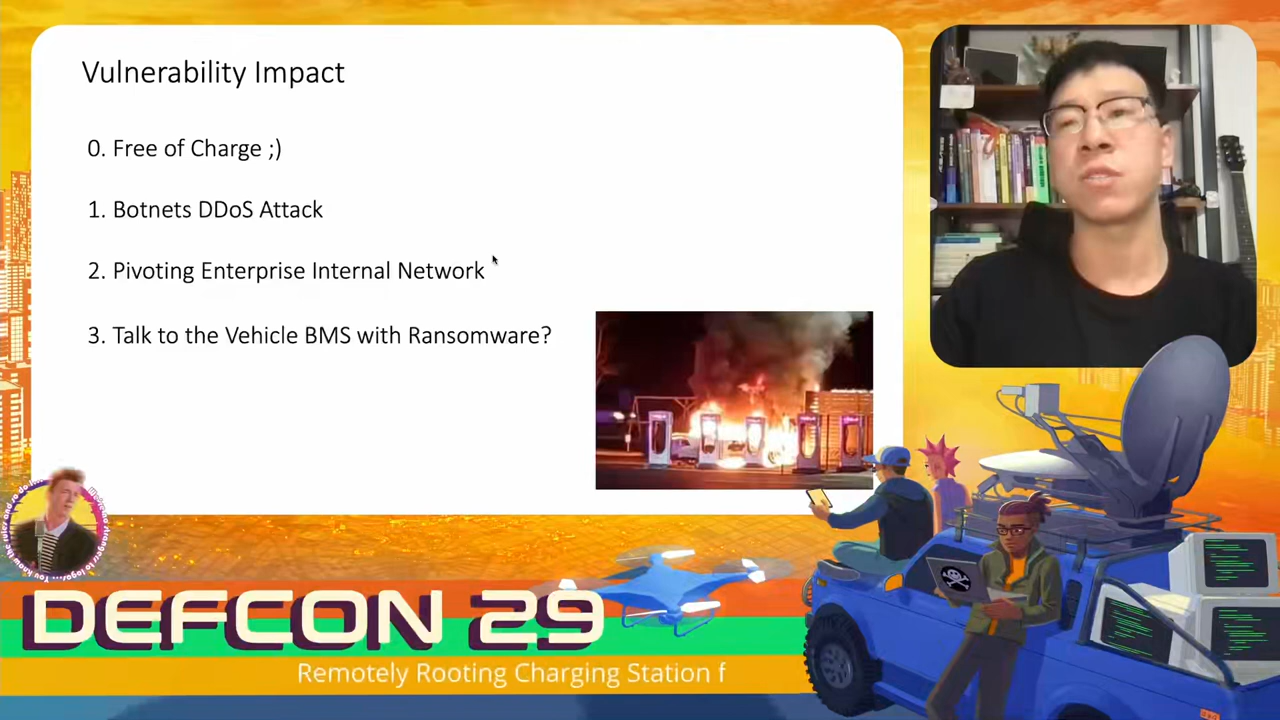 Vulnerability Impact
0. Free of Charge ;)
1. Botnets DDoS Attack
2. Pivoting Enterprise Internal Network
3. Talk to the Vehicle BMS with Ransomware?
DEFCON 29
Remotely Rooting Charging Station f